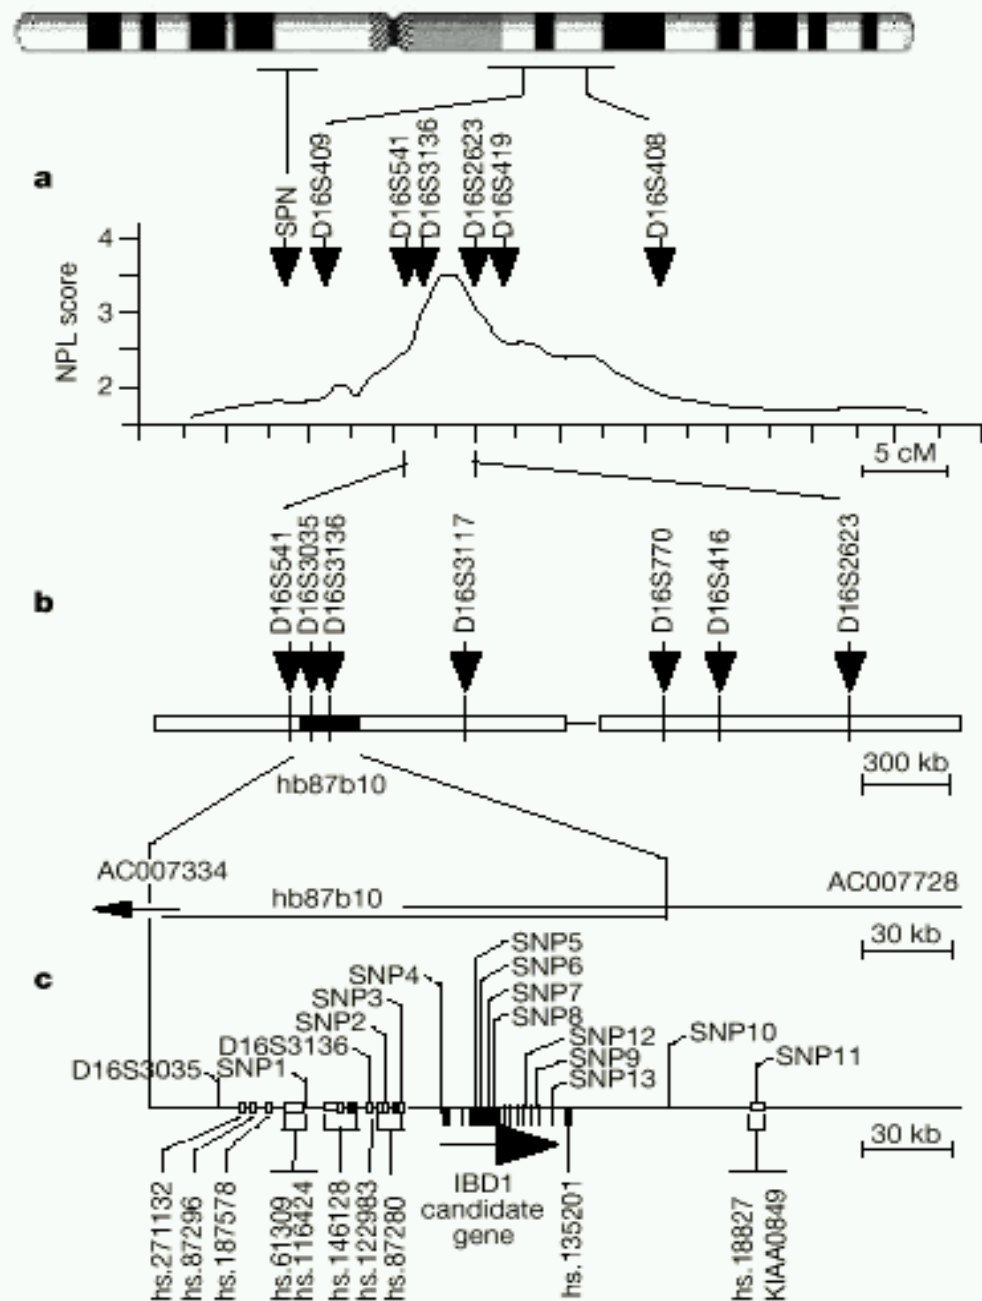 a
SPN
D16S409
D16S541
D16S3136
D16S2623
D16S419
D16S408
NPL score
4
3
2
5 cM
b
D16S541
D16S3035
D16S3136
D16S3117
D16S770
D16S416
D16S2623
300 kb
hb87b10
AC007334
hb87b10
AC007728
30 kb
c
SNP5
SNP6
SNP7
SNP8
SNP4
SNP3
SNP2
D16S3136
D16S3035
SNP1
SNP12
SNP9
SNP13
SNP10
SNP11
30 kb
IBD1
candidate
gene
hs.271132
hs.87296
hs.187578
hs.61309
hs.116424
hs.146128
hs.122983
hs.87280
hs.135201
hs.18827
KIAA0849